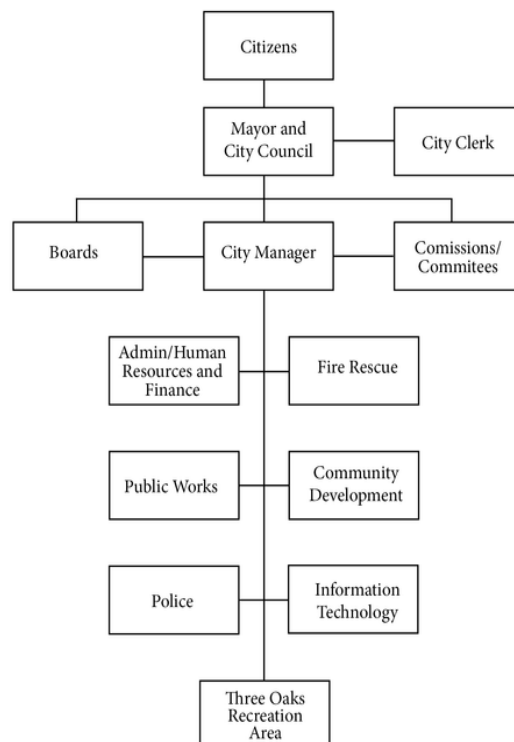 Citizens
Mayor and
City Council
City Clerk
Boards
City Manager
Comissions/
Commitees
Admin/Human
Resources and
Finance
Fire Rescue
Public Works
Community
Development
Police
Information
Technology
Three Oaks
Recreation
Area